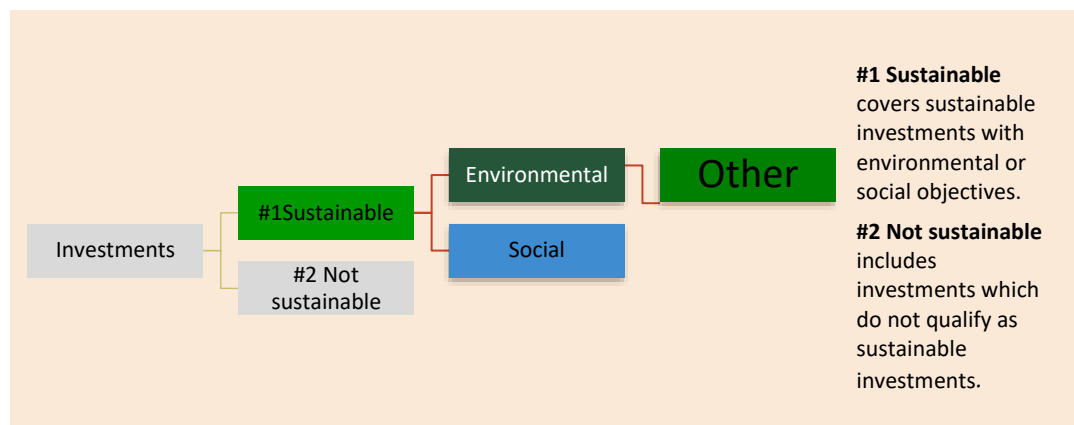 Investments
#1Sustainable
#2 Not
sustainable
Environmental
Social
Other
#1 Sustainable
covers sustainable
investments with
environmental or
social objectives.
#2 Not sustainable
includes
investments which
do not qualify as
sustainable
investments.